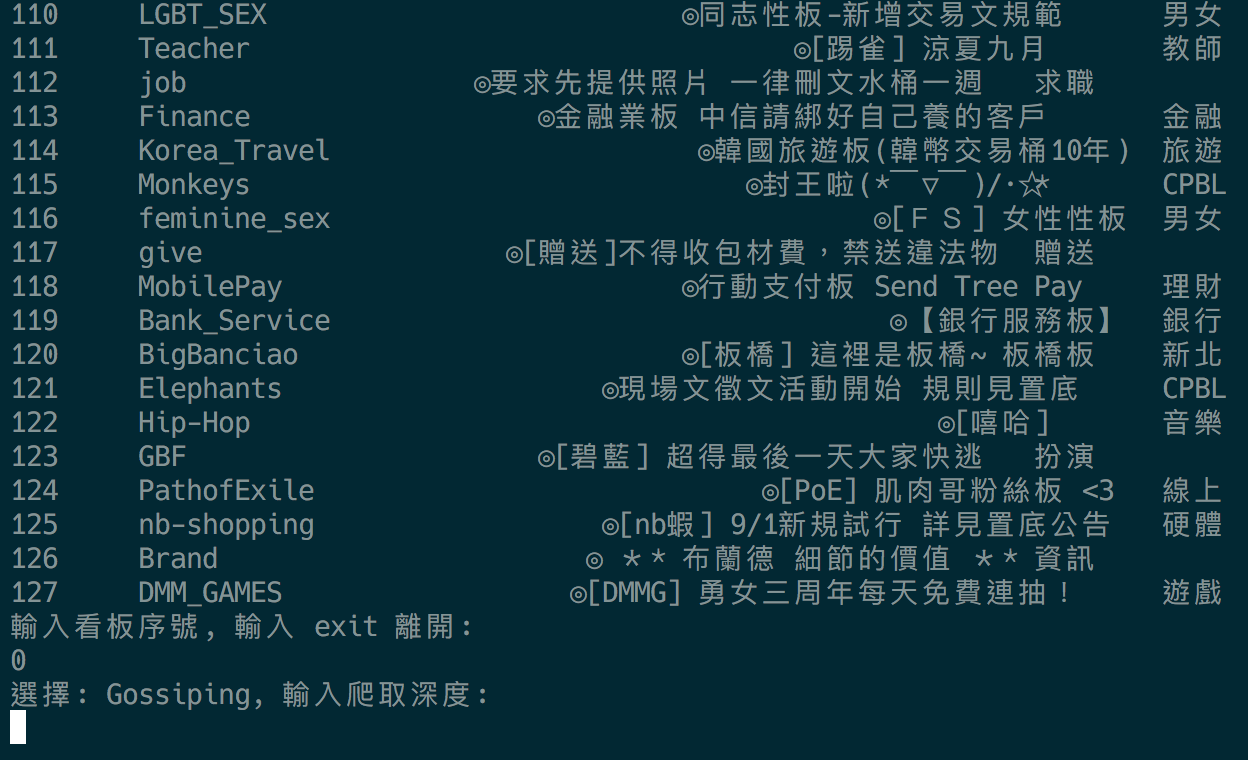 110 LGBT_SEX ◎同志性板-新增交易文規範 男女
111 Teacher ◎[踢雀] 涼夏九月 教師
112 job ◎要求先提供照片 一律刪文水桶一週 求職
113 Finance ◎金融業板 中信請綁好自己養的客戶 金融
114 Korea_Travel ◎韓國旅遊板(韓幣交易桶10年) 旅遊
115 Monkeys ◎封王啦(*￣▽￣)/‧☆* CPBL
116 feminine_sex ◎[ＦＳ] 女性性板 男女
117 give ◎[贈送]不得收包材費，禁送違法物 贈送
118 MobilePay ◎行動支付板 Send Tree Pay 理財
119 Bank_Service ◎【銀行服務板】 銀行
120 BigBanciao ◎[板橋] 這裡是板橋~ 板橋板 新北
121 Elephants ◎現場文徵文活動開始 規則見置底 CPBL
122 Hip-Hop ◎[嘻哈] 音樂
123 GBF ◎[碧藍] 超得最後一天大家快逃 扮演
124 PathofExile ◎[PoE] 肌肉哥粉絲板 <3 線上
125 nb-shopping ◎[nb蝦] 9/1新規試行 詳見置底公告 硬體
126 Brand ◎ ＊＊ 布蘭德 細節的價值 ＊＊ 資訊
127 DMM_GAMES ◎[DMMG] 勇女三周年每天免費連抽！ 遊戲
輸入看板序號, 輸入 exit 離開:
0
選擇: Gossiping, 輸入爬取深度: